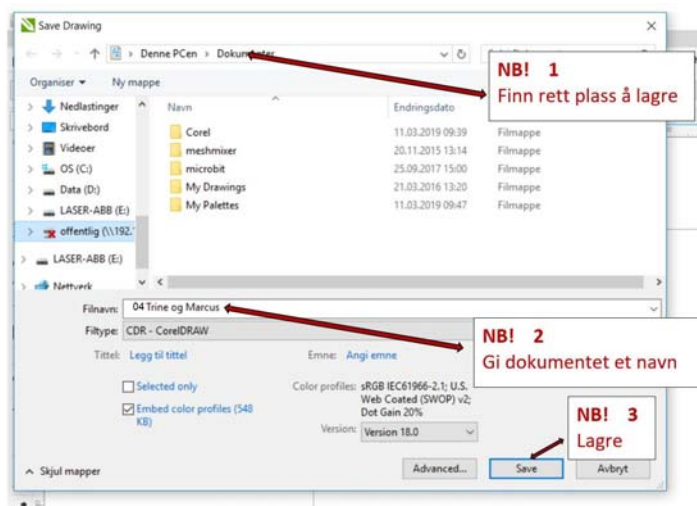 Save Drawing
Denne PCen > Dokumenter
NB! 1
Finn rett plass å lagre
Organiser
Ny mappe
Navn
Endringsdato
Nedlastinger
Skrivebord
Videoer
OS (C:)
Data (D:)
LASER-ABB (E:)
offentlig (\\192.
LASER-ABB (E:)
Nettverk
Corel 11.03.2019 09:39 Filmappe
meshmixer 20.11.2015 13:14 Filmappe
microbit 25.09.2017 15:00 Filmappe
My Drawings 21.03.2016 13:20 Filmappe
My Palettes 11.03.2019 09:47 Filmappe
Filnavn: 04 Trine og Marcus
Filtype: CDR - CorelDRAW
NB! 2
Gi dokumentet et navn
Tittel: Legg til tittel
Emne: Angi emne
Selected only
Embed color profiles (548
KB)
Color profiles: sRGB IEC61966-2.1; U.S.
Web Coated (SWOP) v2;
Dot Gain 20%
Version: Version 18.0
NB! 3
Lagre
Skjul mapper
Advanced...
Save
Avbryt